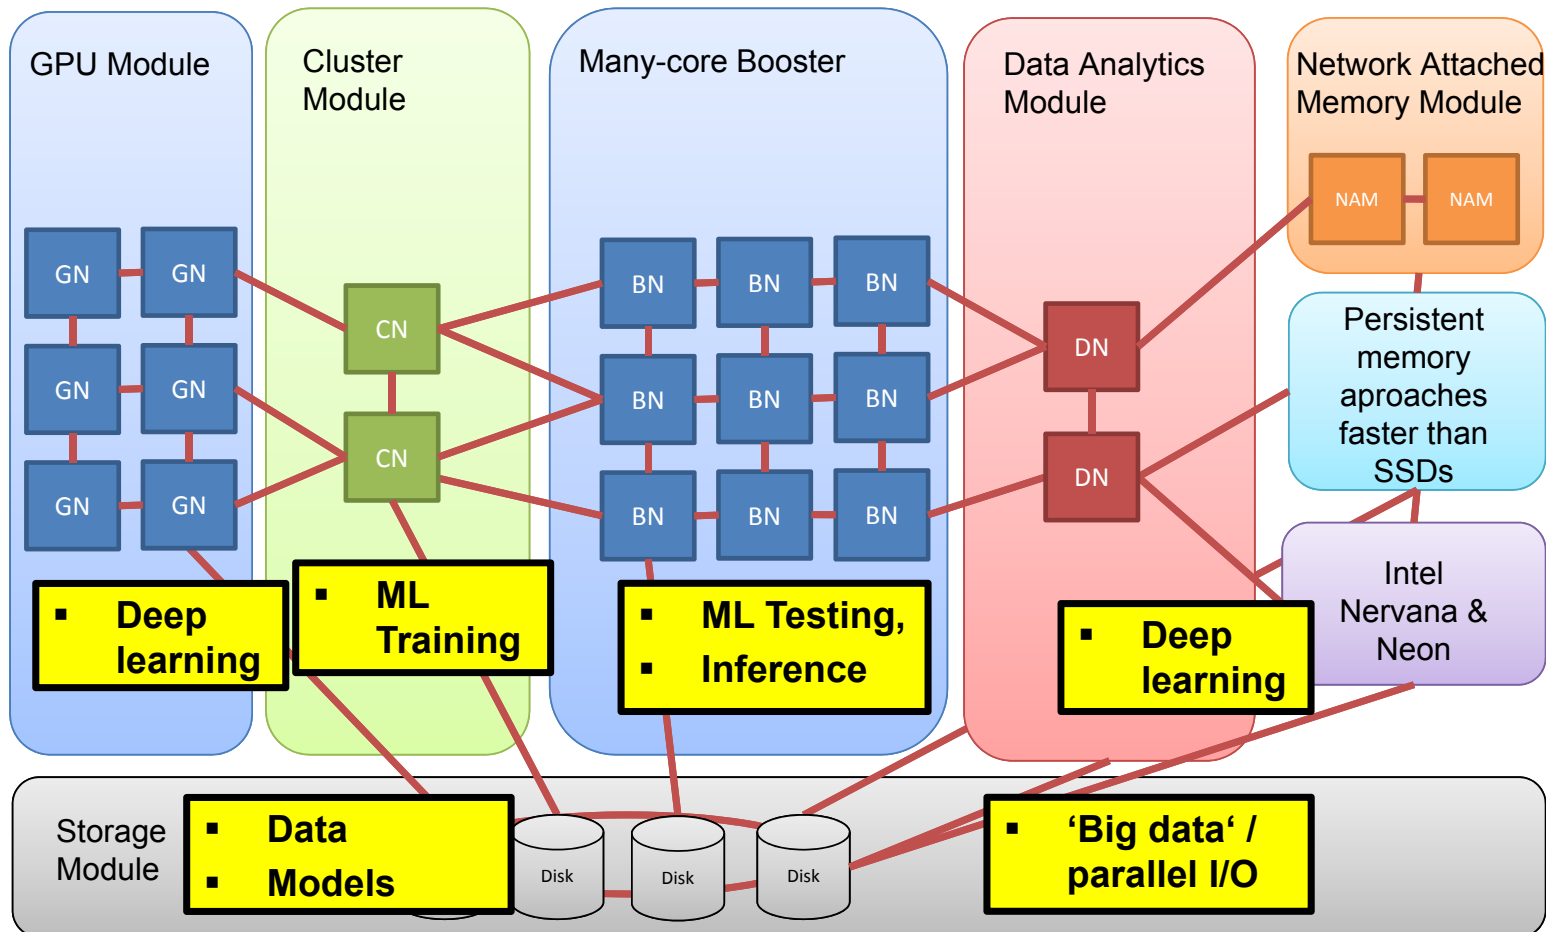 GPU Module
Cluster
Module
Many-core Booster
Data Analytics
Module
Network Attached
Memory Module
NAM
NAM
GN
GN
GN
GN
GN
GN
CN
CN
BN
BN
BN
BN
BN
BN
BN
BN
BN
DN
DN
Persistent
memory
aproaches
faster than
SSDs
Intel
Nervana &
Neon
▪ Deep
learning
▪ ML
Training
▪ ML Testing,
▪ Inference
▪ Deep
learning
Storage
Module
▪ Data
▪ Models
Disk
Disk
Disk
▪ ‘Big data‘ /
parallel I/O